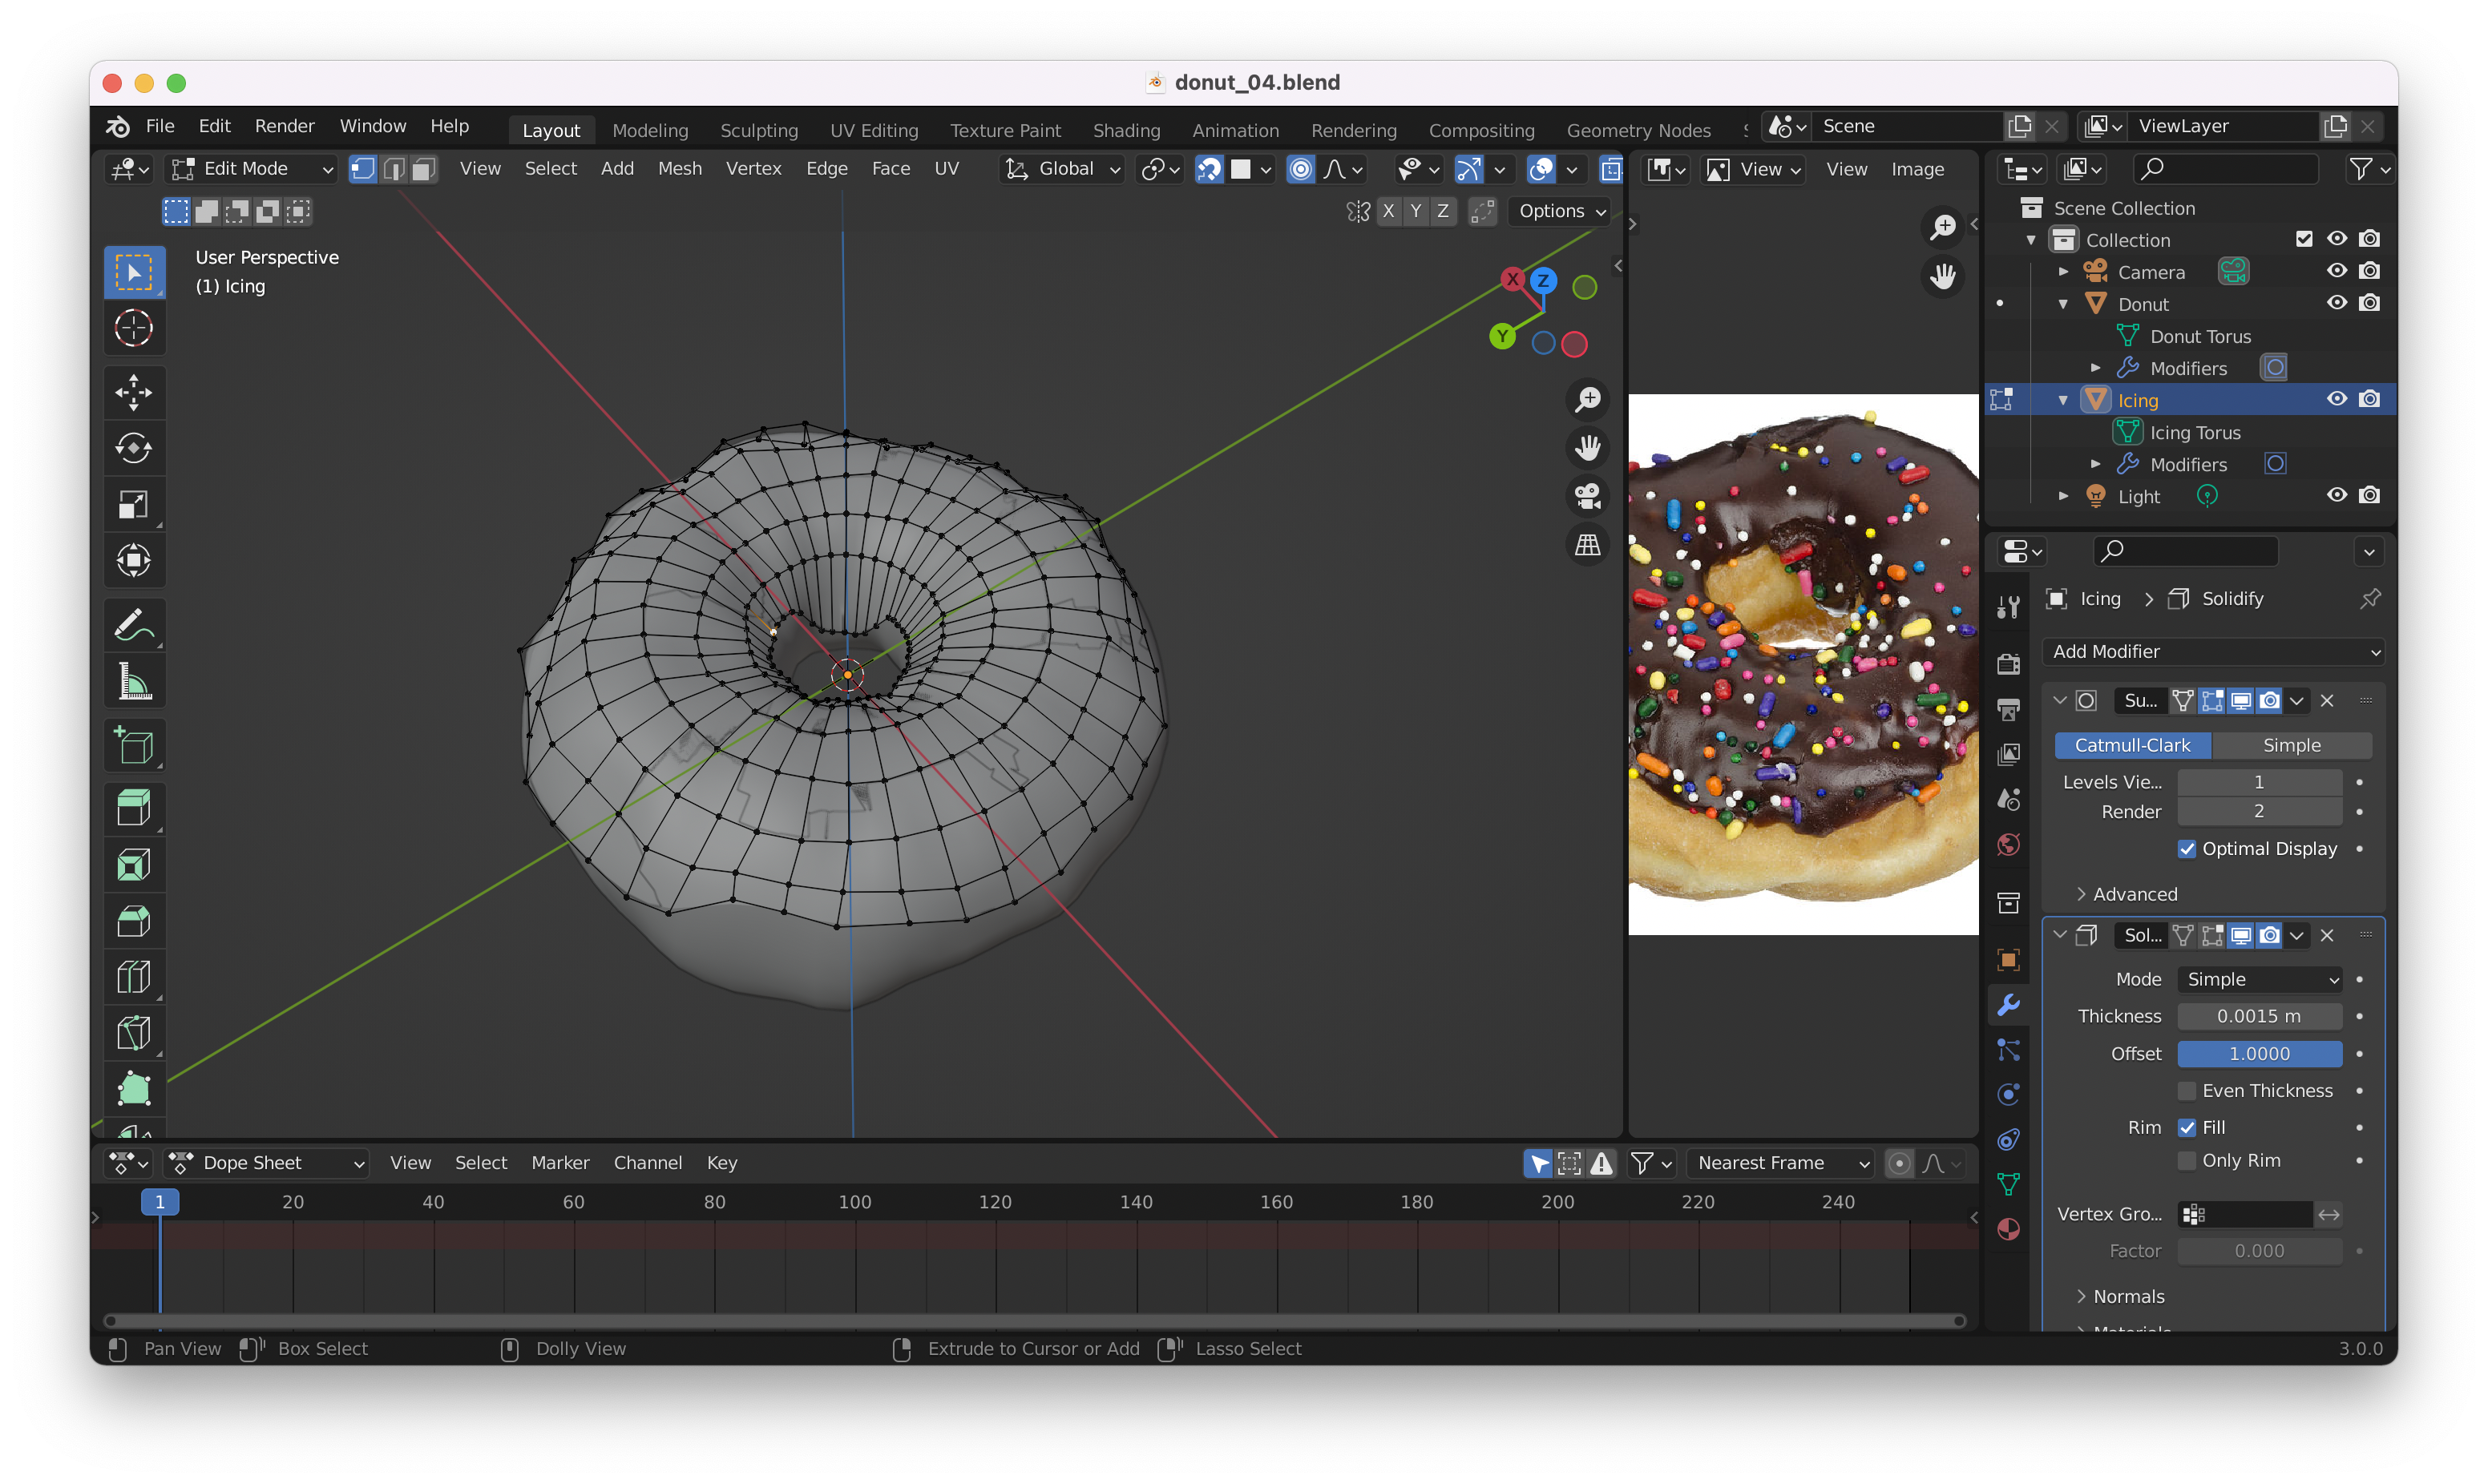 donut_04.blend
File Edit Render Window Help Layout Modeling Sculpting UV Editing Texture Paint Shading Animation Rendering Compositing Geometry Nodes Scene ViewLayer
Edit Mode View Select Add Mesh Vertex Edge Face UV Global View View Image
X Y Z Options
User Perspective
(1) Icing
X Z
Y
Scene Collection
Collection
Camera
Donut
Donut Torus
Modifiers
Icing
Icing Torus
Modifiers
Light
Icing > Solidify
Add Modifier
Su...
Catmull-Clark Simple
Levels Vie... 1
Render 2
Optimal Display
Advanced
Sol...
Mode Simple
Thickness 0.0015 m
Offset 1.0000
Even Thickness
Rim Fill
Only Rim
Vertex Gro...
Factor 0.000
Normals
Dope Sheet View Select Marker Channel Key Nearest Frame
1 20 40 60 80 100 120 140 160 180 200 220 240
Pan View Box Select Dolly View Extrude to Cursor or Add Lasso Select 3.0.0